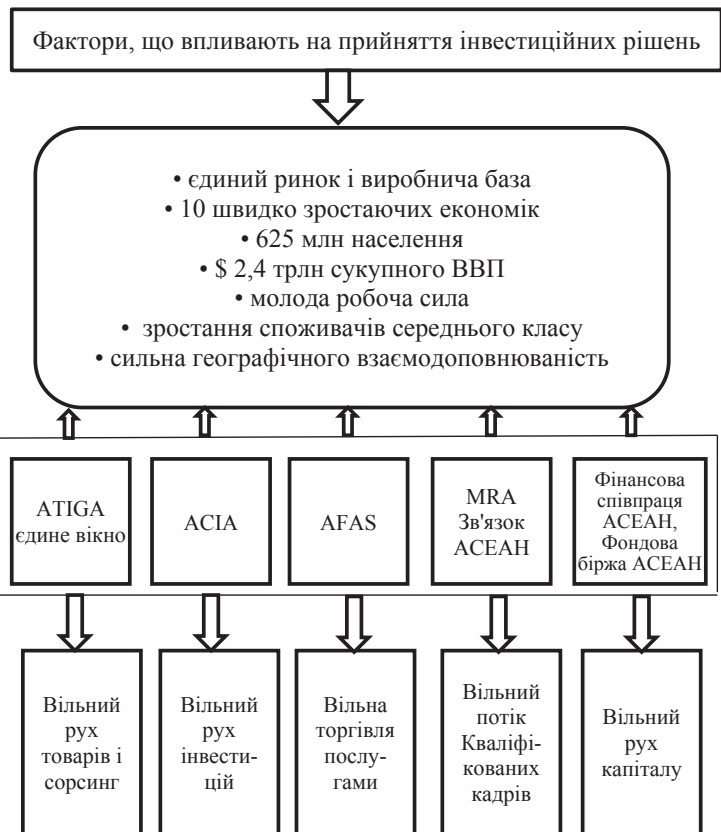 Фактори, що впливають на прийняття інвестиційних рішень
• єдиний ринок і виробнича база
• 10 швидко зростаючих економік
• 625 млн населення
• $ 2,4 трлн сукупного ВВП
• молода робоча сила
• зростання споживачів середнього класу
• сильна географічного взаємодоповнюваність
ATIGA
єдине вікно
ACIA
AFAS
MRA
Зв'язок
АСЕАН
Фінансова
співпраця
АСЕАН,
Фондова
біржа АСЕАН
Вільний
рух
товарів і
сорсинг
Вільний
рух
інвести-
цій
Вільна
торгівля
послу-
гами
Вільний
потік
Кваліфі-
кованих
кадрів
Вільний
рух
капіталу